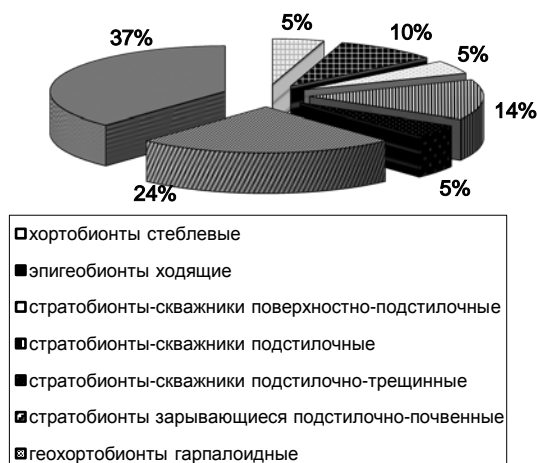 37%
5%
10%
5%
14%
5%
24%
хортобионты стеблевые
эпигеобионты ходящие
стратобионты-скважники поверхностно-подстилочные
стратобионты-скважники подстилочные
стратобионты-скважники подстилочно-трещинные
стратобионты зарывающиеся подстилочно-почвенные
геохортобионты гарпалоидные